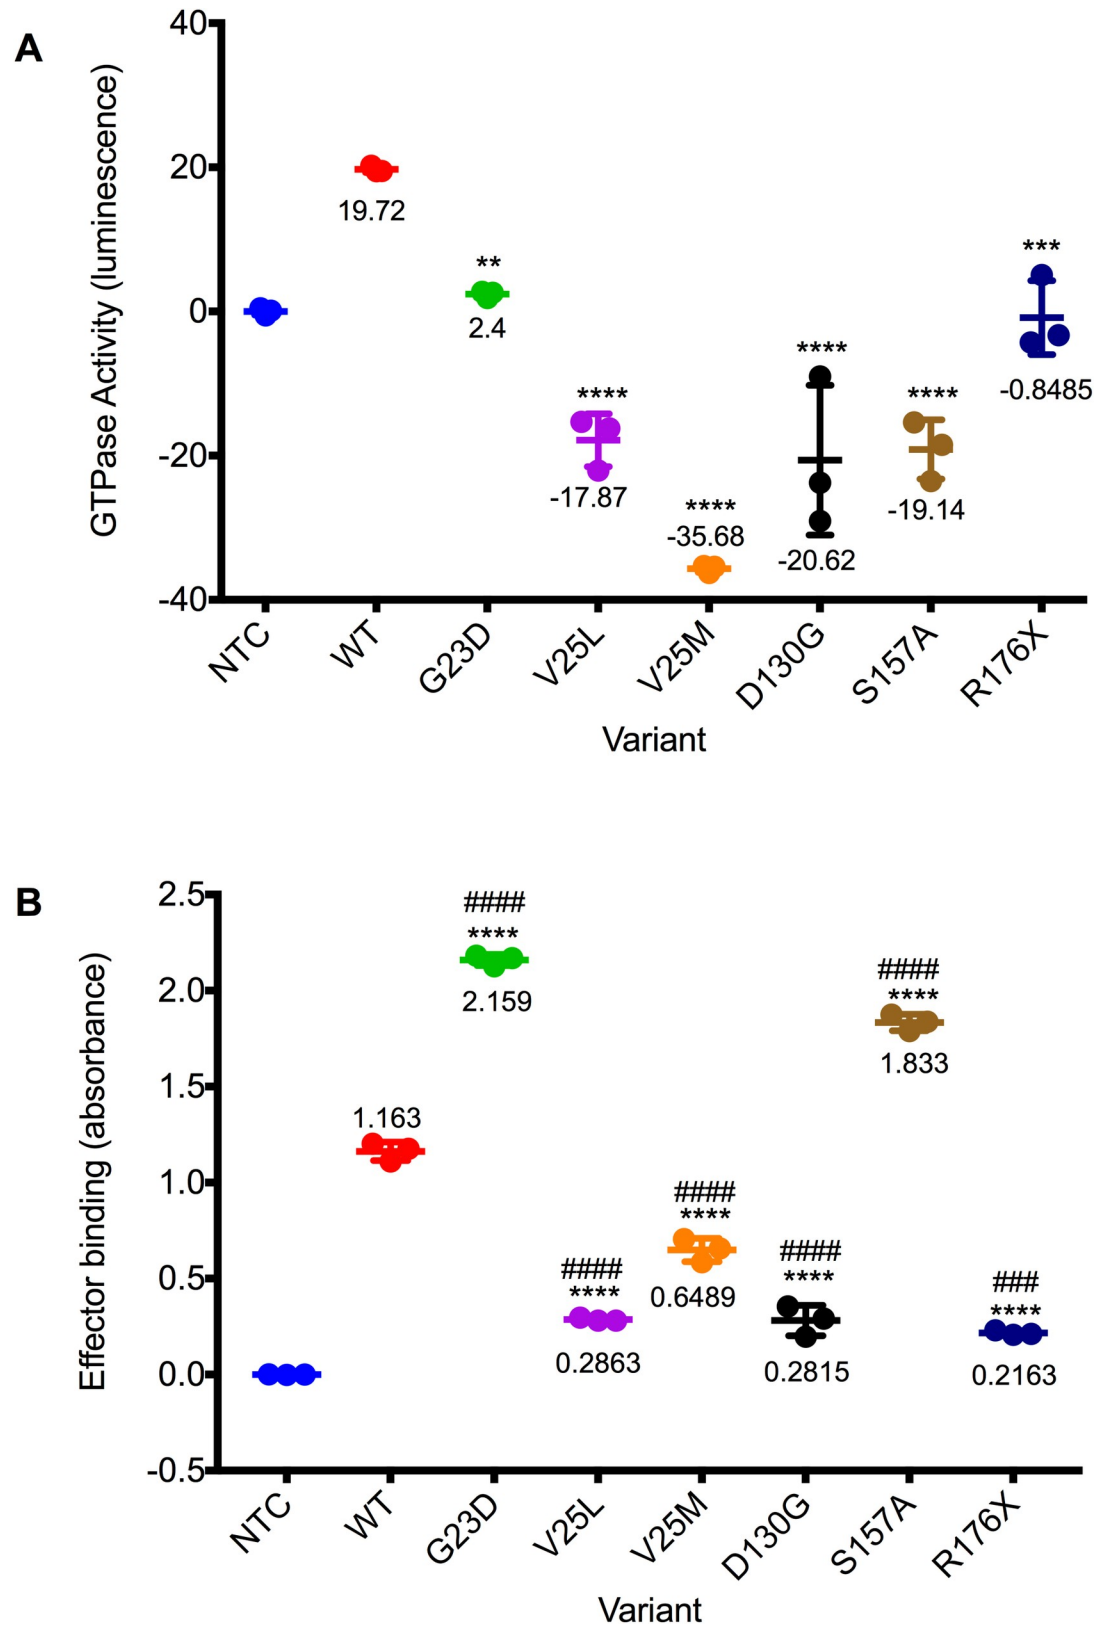 A
GTPase Activity (luminescence)
40
20
0
-20
-40
19.72
**
2.4
****
-17.87
****
-35.68
****
-20.62
****
-19.14
***
-0.8485
NTC
WT
G23D
V25L
V25M
D130G
S157A
R176X
Variant
B
Effector binding (absorbance)
2.5
2.0
1.5
1.0
0.5
0.0
-0.5
1.163
####
****
2.159
####
****
0.2863
####
****
0.6489
####
****
0.2815
####
****
1.833
###
****
0.2163
NTC
WT
G23D
V25L
V25M
D130G
S157A
R176X
Variant